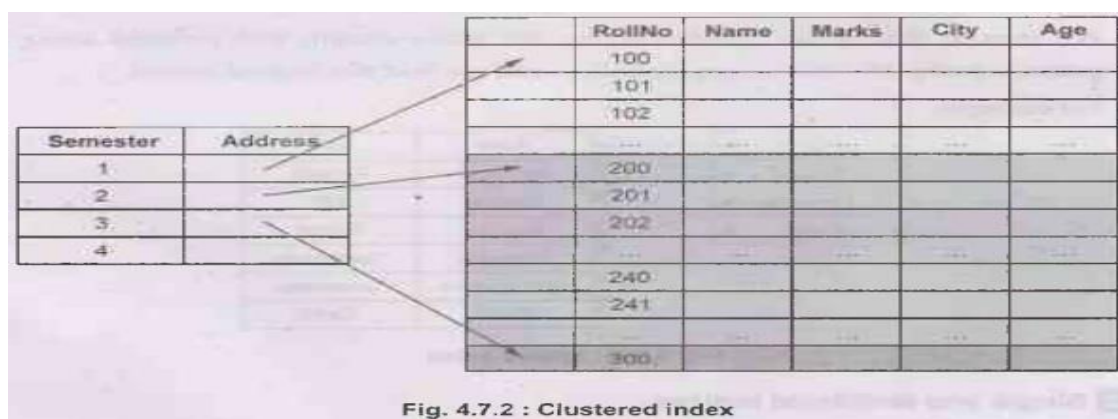 RollNo Name Marks City Age
100
101
102
... ... ... ... ...
200
201
202
... ... ... ... ...
240
241
... ... ... ... ...
300
Semester Address
1
2
3
4
Fig. 4.7.2 : Clustered index